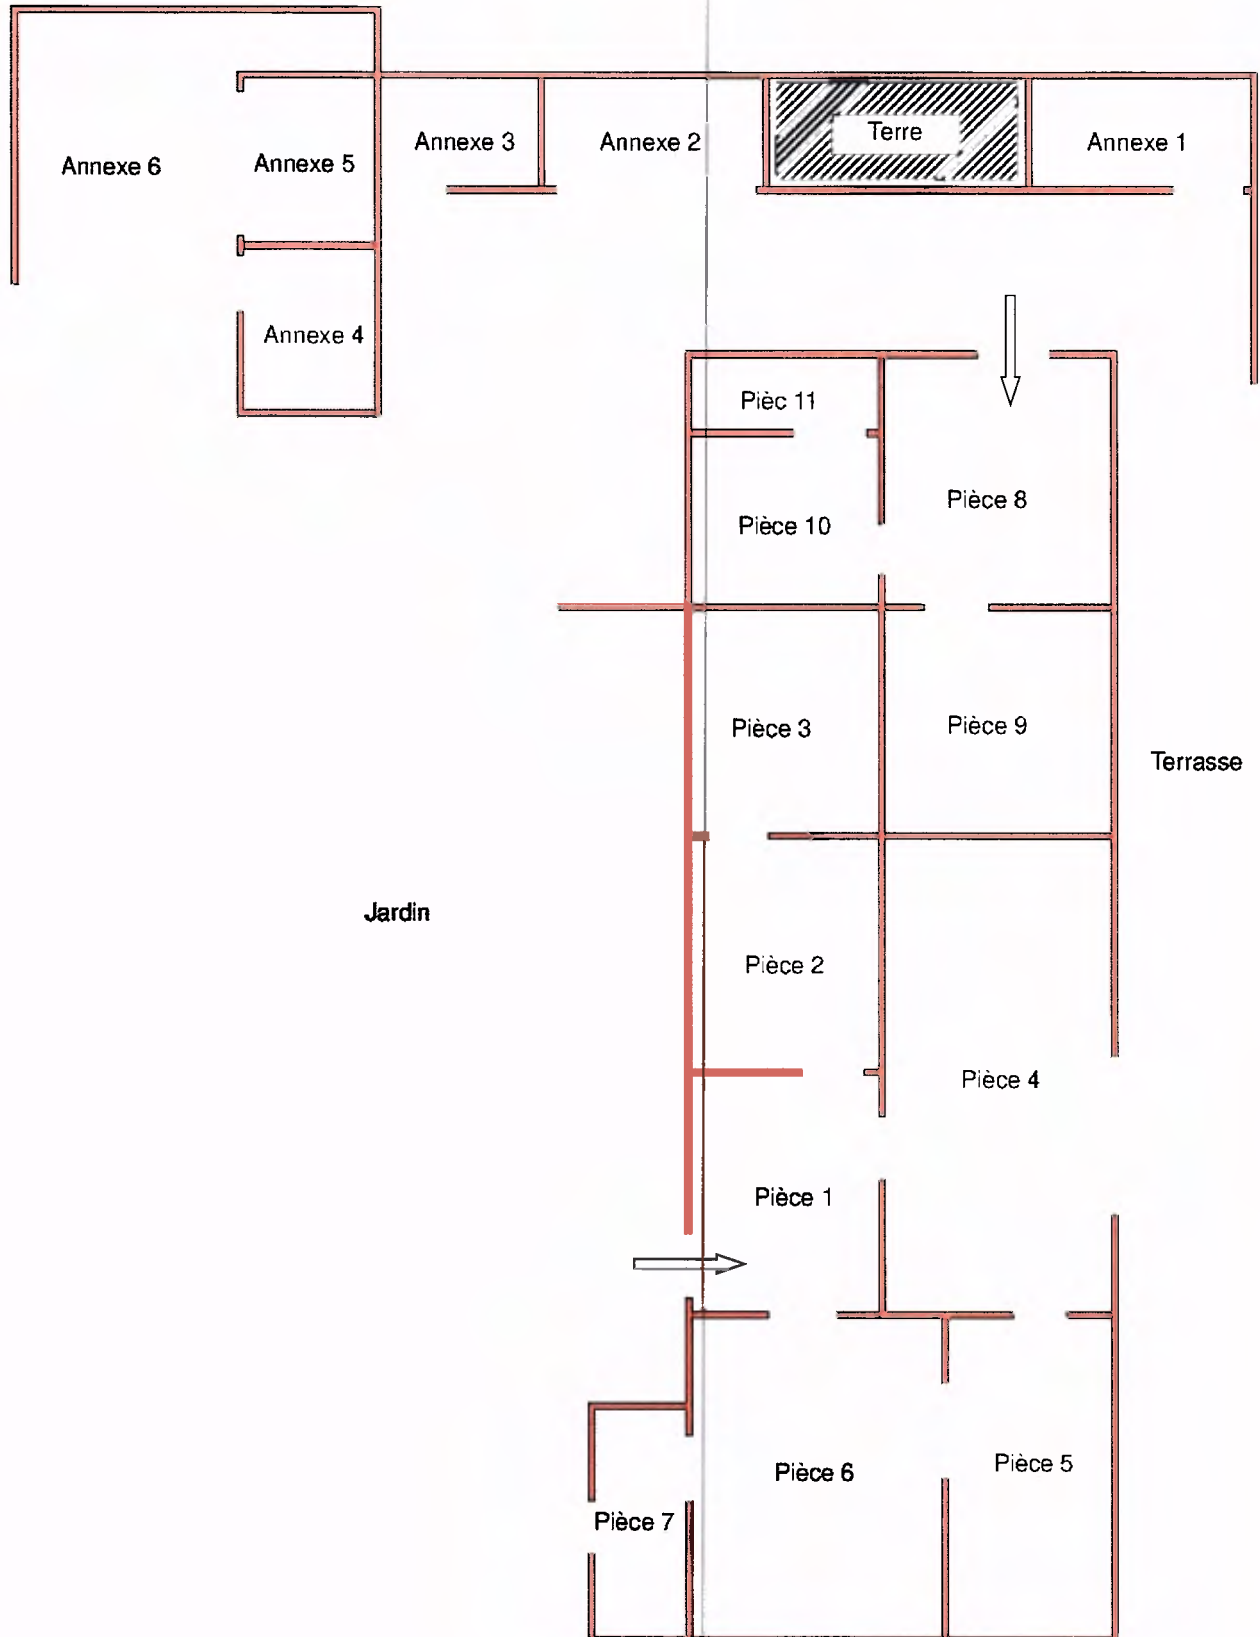 Annexe 6
Annexe 5
Annexe 3
Annexe 2
Terre
Annexe 1
Annexe 4
Pièc 11
Pièce 8
Pièce 10
Pièce 3
Pièce 9
Terrasse
Jardin
Pièce 2
Pièce 4
Pièce 1
Pièce 6
Pièce 5
Pièce 7